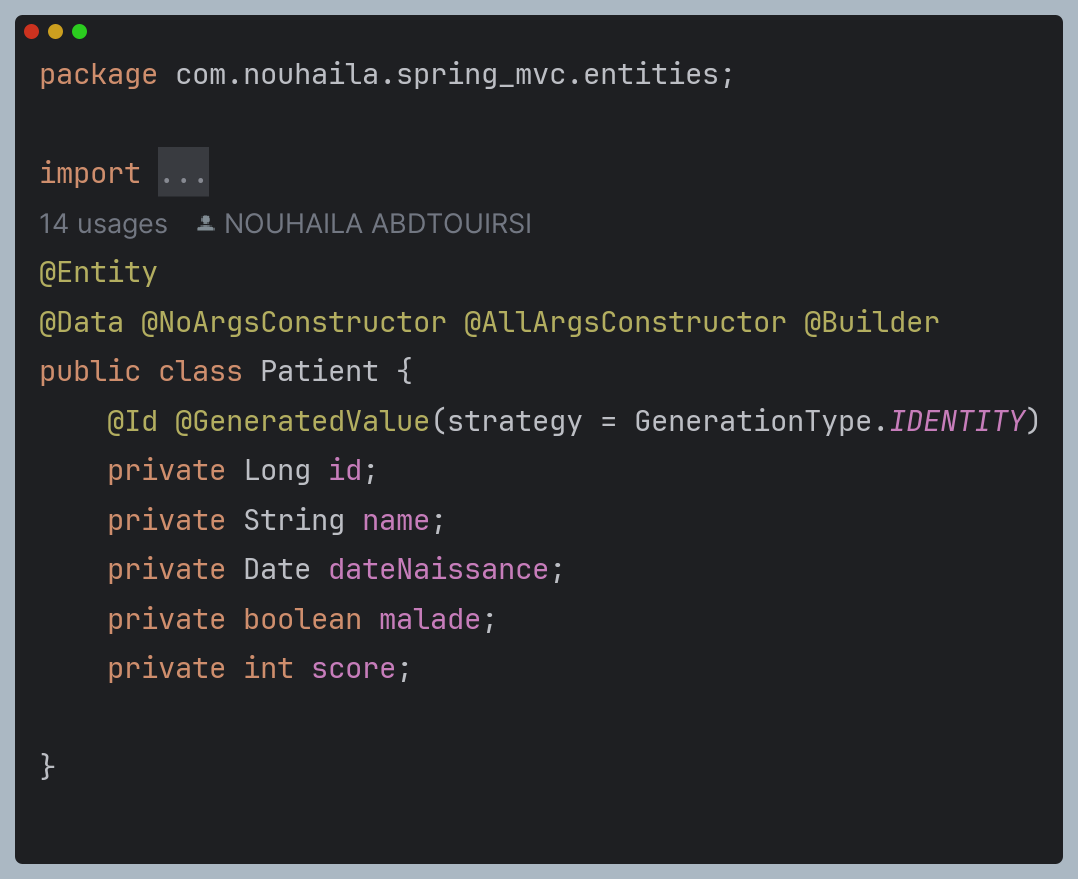 package com.nouhaila.spring_mvc.entities;
import ...
14 usages NOUHAILA ABDTOUIRSI
@Entity
@Data @NoArgsConstructor @AllArgsConstructor @Builder
public class Patient {
@Id @GeneratedValue(strategy = GenerationType.IDENTITY)
private Long id;
private String name;
private Date dateNaissance;
private boolean malade;
private int score;
}